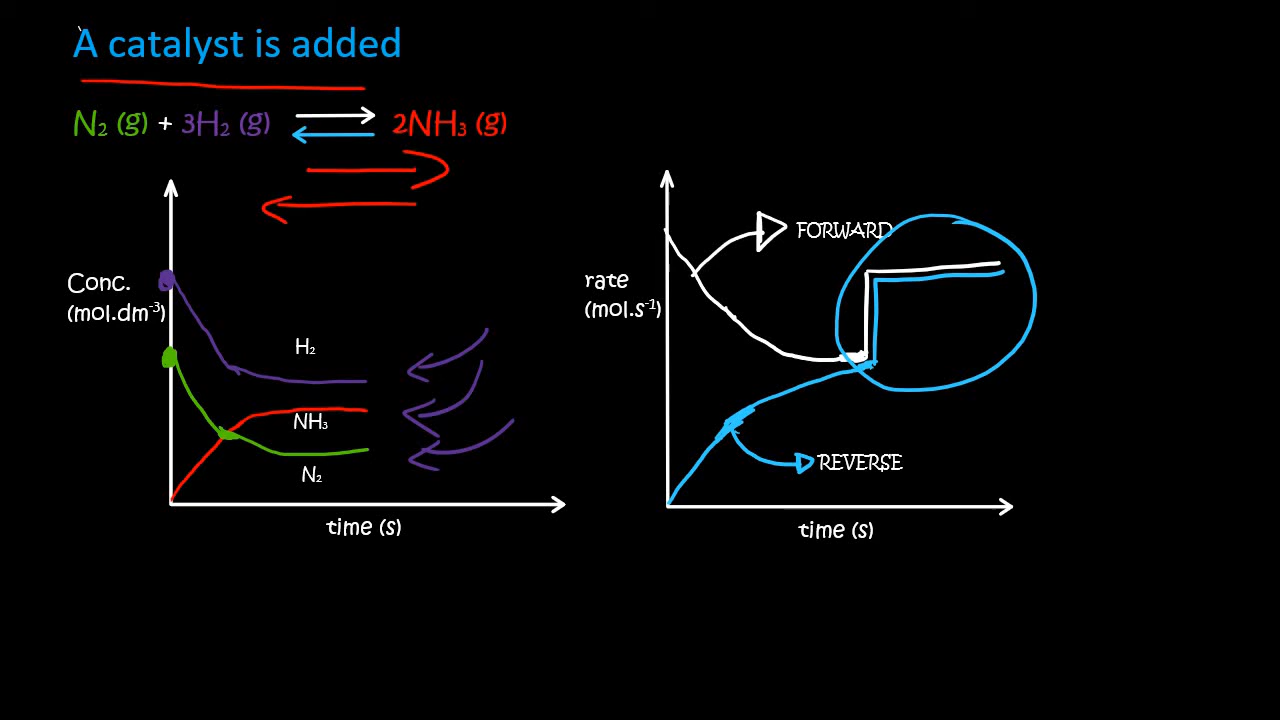 A catalyst is added
N₂ (g) + 3H₂ (g) ⇌ 2NH₃ (g)
Conc.
(mol.dm⁻³)
H₂
NH₃
N₂
time (s)
rate
(mol.s⁻¹)
FORWARD
REVERSE
time (s)